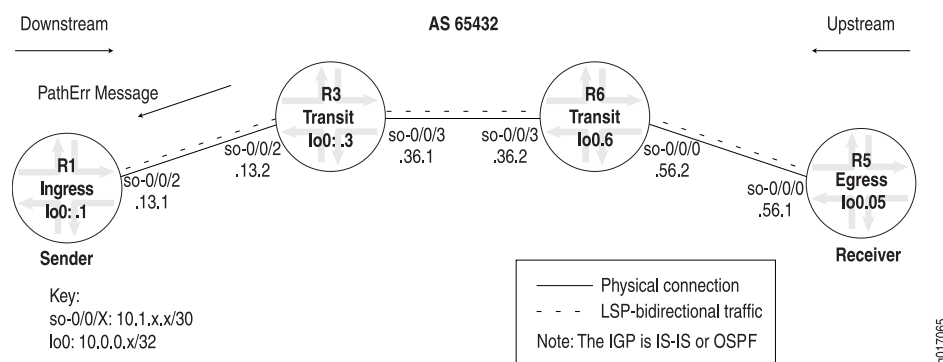 Downstream
AS 65432
Upstream
PathErr Message
R3
Transit
lo0: .3
R6
Transit
lo0.6
R1
Ingress
lo0: .1
R5
Egress
lo0.05
so-0/0/2
.13.1
so-0/0/2
.13.2
so-0/0/3
.36.1
so-0/0/3
.36.2
so-0/0/0
.56.2
so-0/0/0
.56.1
Sender
Receiver
Key:
so-0/0/X: 10.1.x.x/30
lo0: 10.0.0.x/32
Physical connection
LSP-bidirectional traffic
Note: The IGP is IS-IS or OSPF
g017065